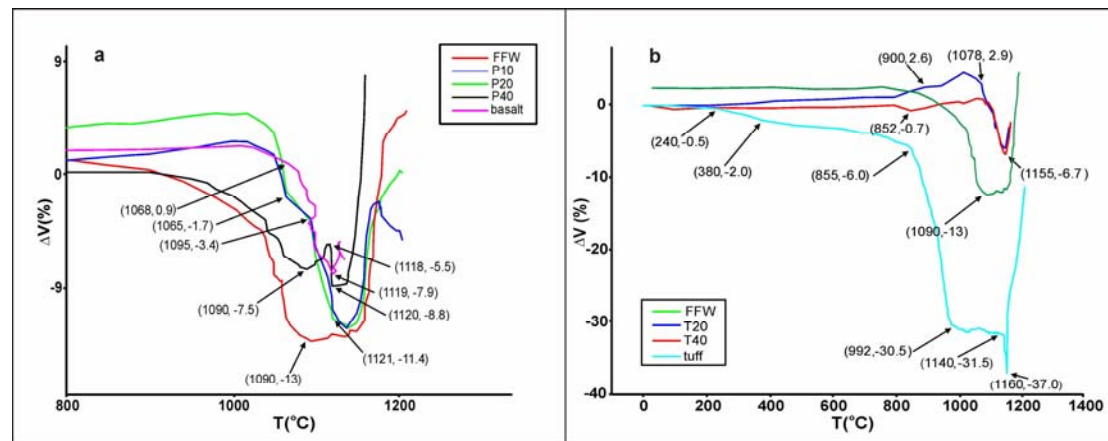 a
9
0
-9
ΔV(%)
FFW
P10
P20
P40
basalt
(1068, 0.9)
(1065, -1.7)
(1095, -3.4)
(1090, -7.5)
(1090, -13)
(1118, -5.5)
(1119, -7.9)
(1120, -8.8)
(1121, -11.4)
800
1000
1200
T(°C)
b
0
-10
-20
-30
-40
ΔV(%)
(900, 2.6)
(1078, 2.9)
(240, -0.5)
(852, -0.7)
(380, -2.0)
(855, -6.0)
(1155, -6.7)
(1090, -13)
(992, -30.5)
(1140, -31.5)
(1160, -37.0)
FFW
T20
T40
tuff
0
200
400
600
800
1000
1200
1400
T(°C)